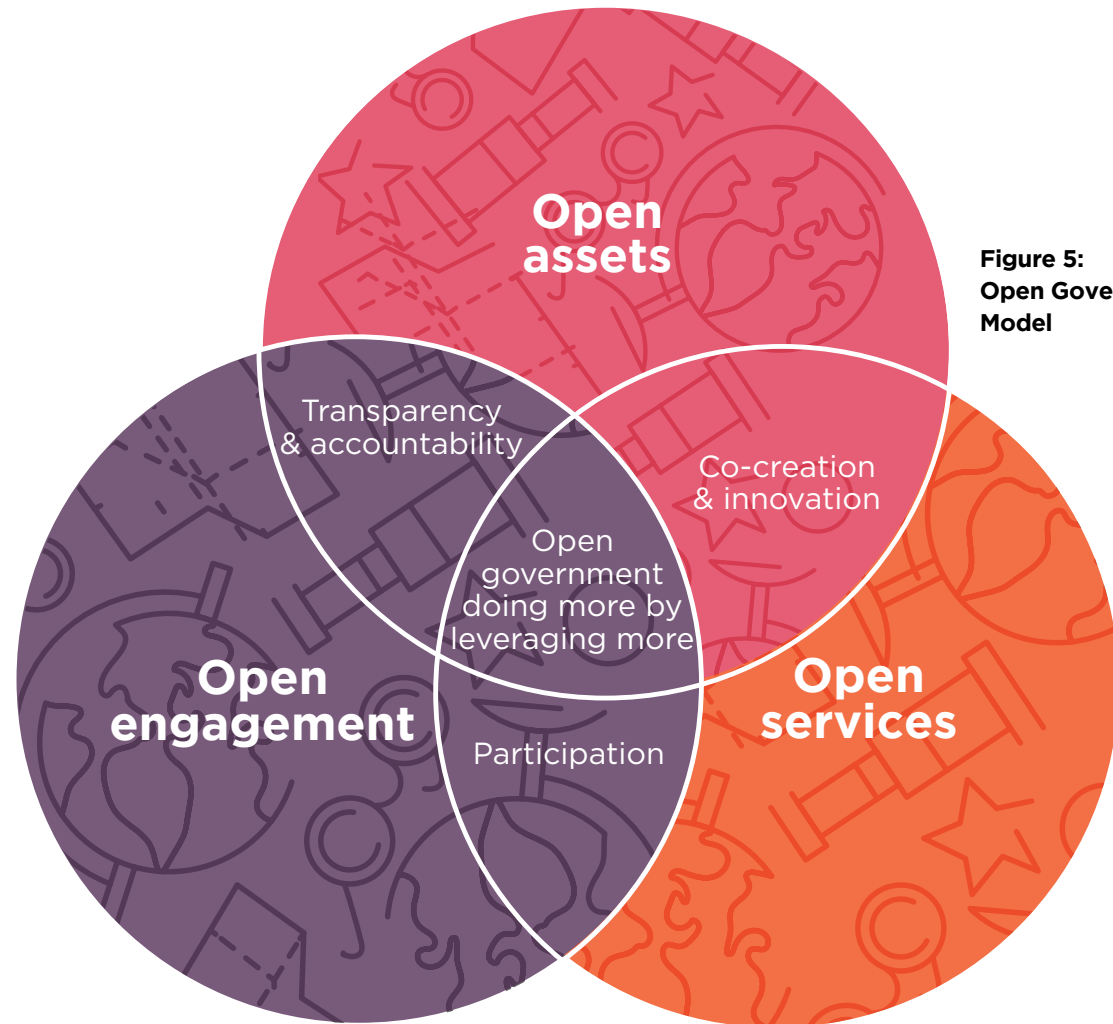 Open
assets
Figure 5:
Open Gove
Model
Transparency
& accountability
Co-creation
& innovation
Open
government
doing more by
leveraging more
Open
engagement
Open
services
Participation